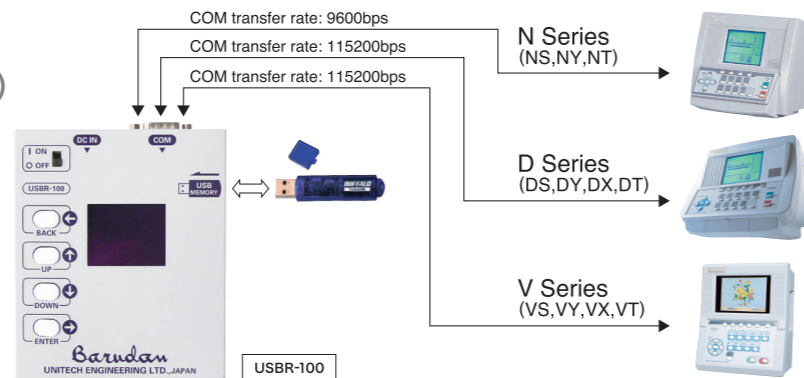 COM transfer rate: 9600bps
COM transfer rate: 115200bps
COM transfer rate: 115200bps
N Series
(NS,NY,NT)
D Series
(DS,DY,DX,DT)
V Series
(VS,VY,VX,VT)
DC IN
COM
I ON
O OFF
USBR-100
USB
MEMORY
BUFFALO
BACK
UP
DOWN
ENTER
Barudan
UNITECH ENGINEERING LTD.,JAPAN
USBR-100